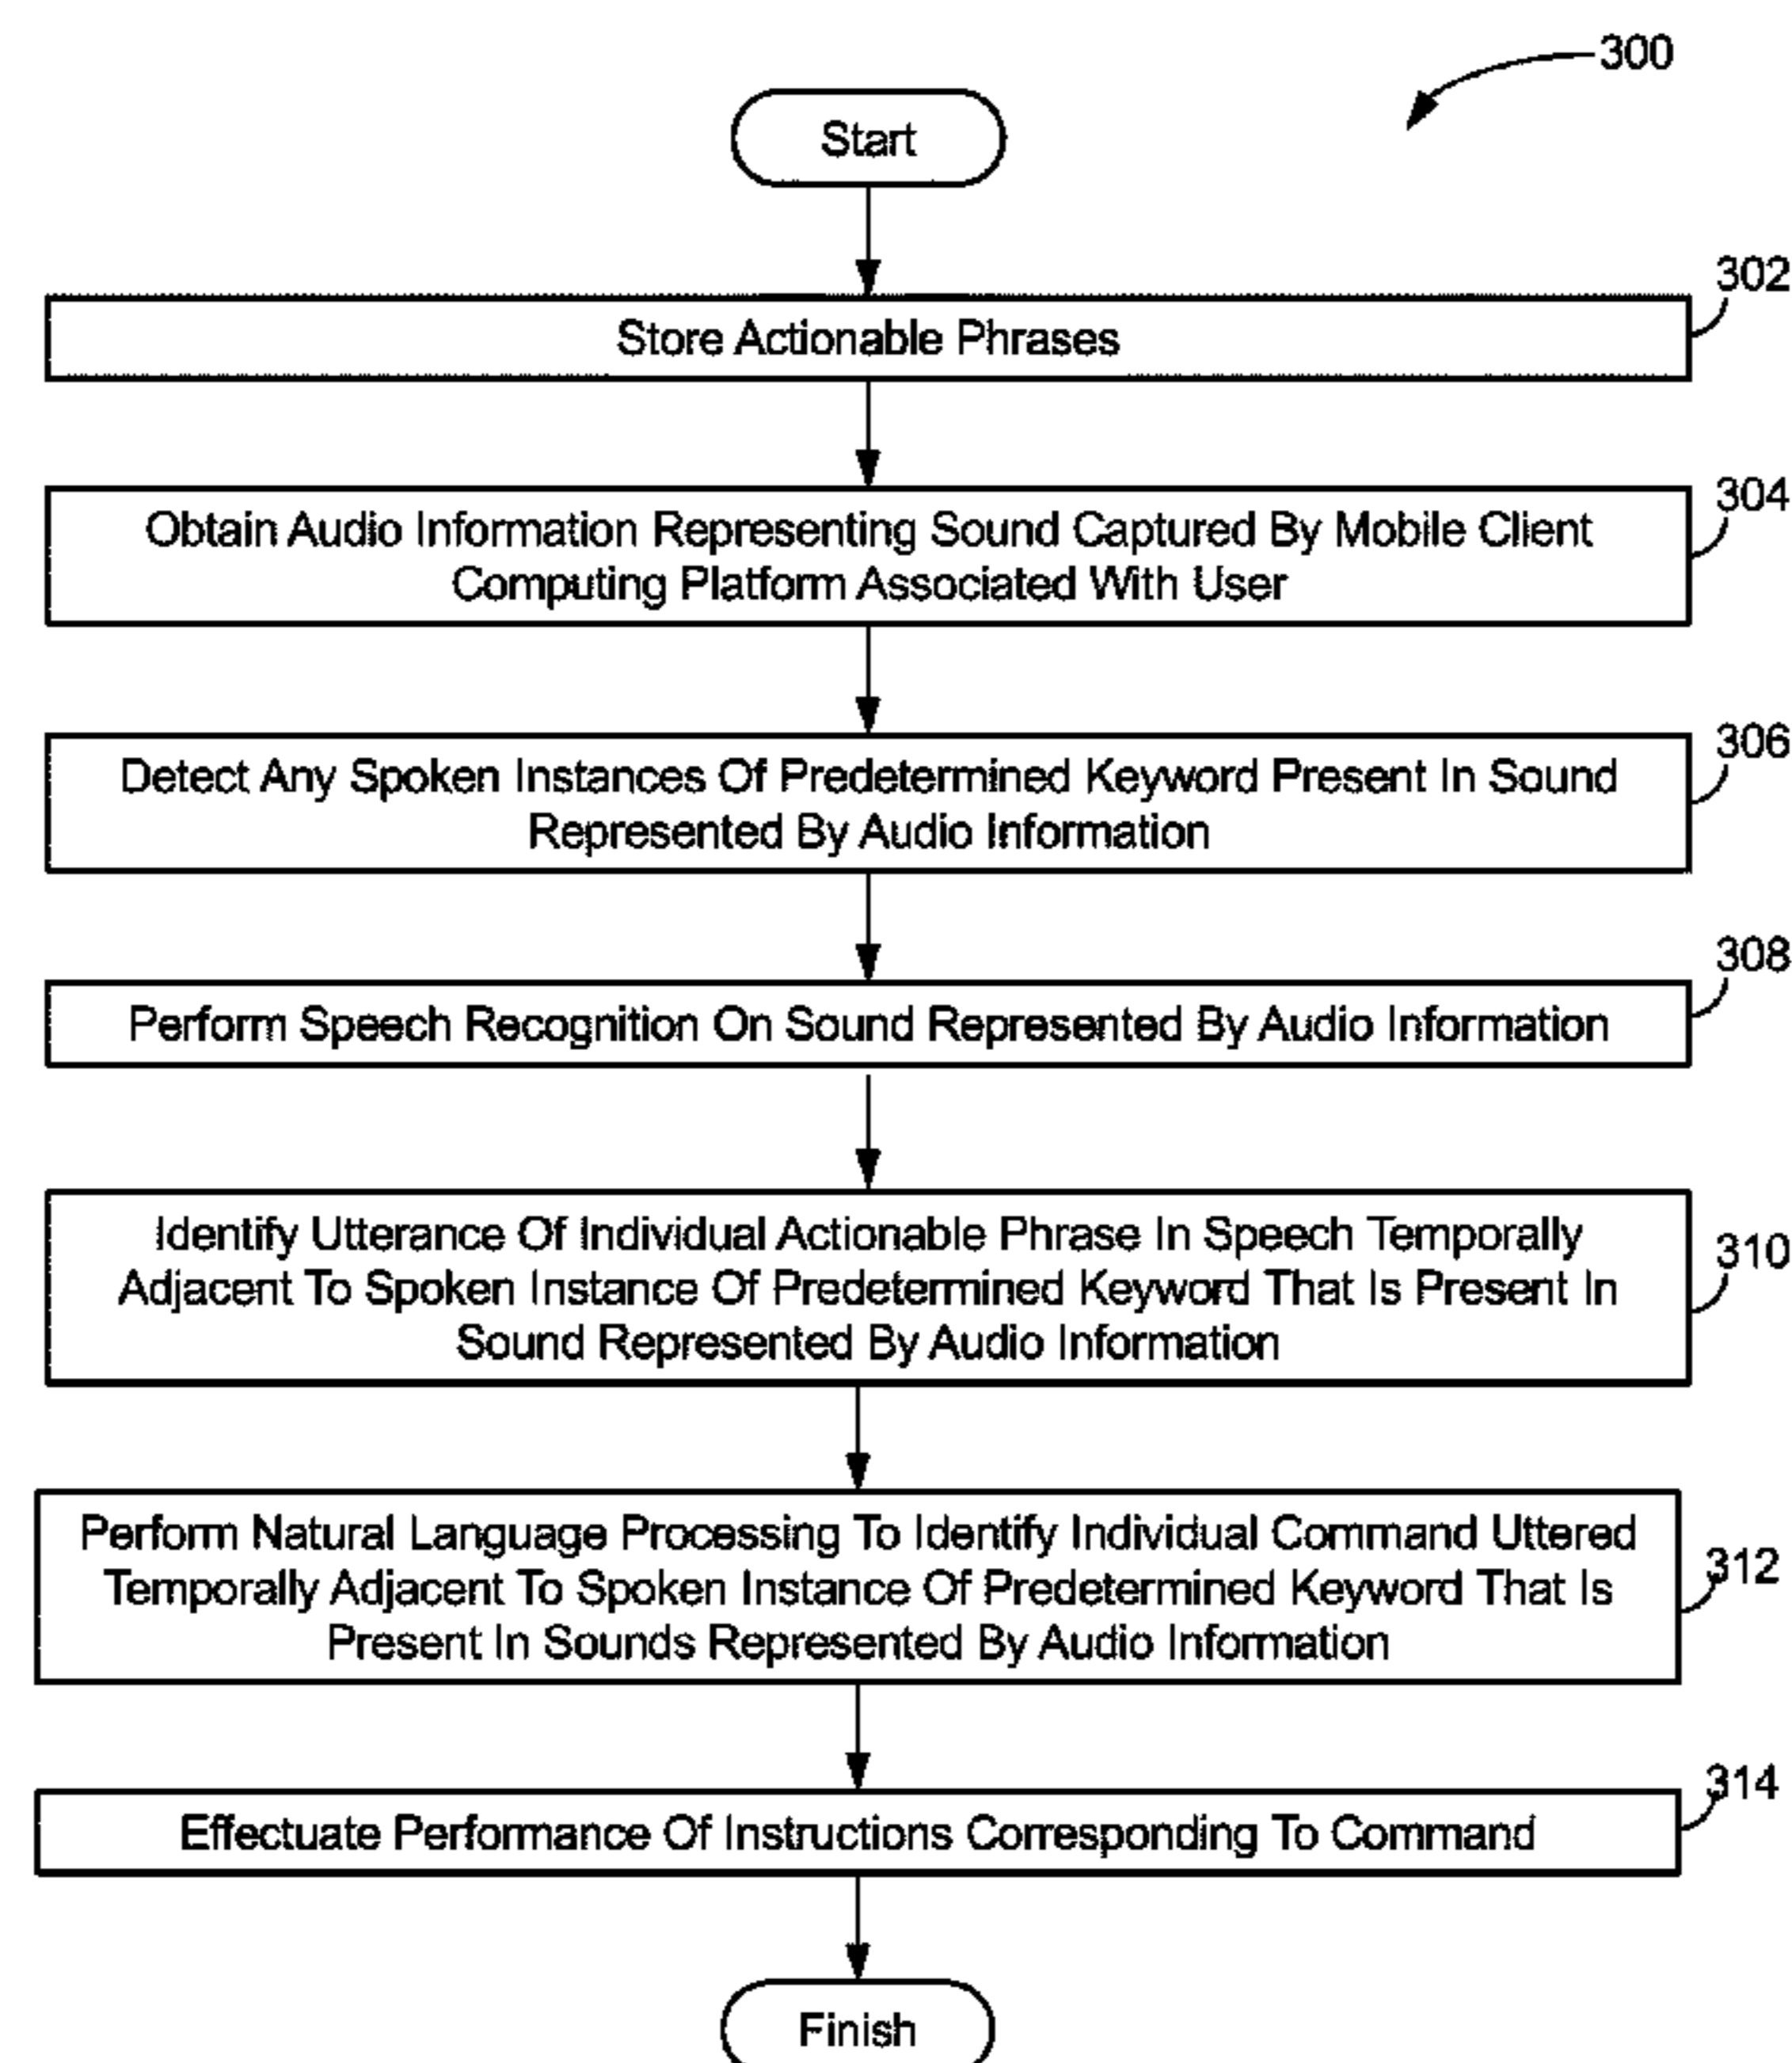 300
Start
302
Store Actionable Phrases
304
Obtain Audio Information Representing Sound Captured By Mobile Client
Computing Platform Associated With User
306
Detect Any Spoken Instances Of Predetermined Keyword Present In Sound
Represented By Audio Information
308
Perform Speech Recognition On Sound Represented By Audio Information
310
Identify Utterance Of Individual Actionable Phrase In Speech Temporally
Adjacent To Spoken Instance Of Predetermined Keyword That Is Present In
Sound Represented By Audio Information
312
Perform Natural Language Processing To Identify Individual Command Uttered
Temporally Adjacent To Spoken Instance Of Predetermined Keyword That Is
Present In Sounds Represented By Audio Information
314
Effectuate Performance Of Instructions Corresponding To Command
Finish